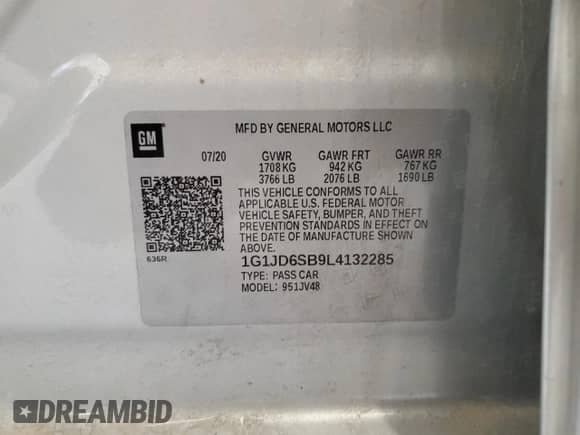 GM
MFD BY GENERAL MOTORS LLC
07/20 GVWR GAWR FRT GAWR RR
1708 KG 942 KG 767 KG
3766 LB 2076 LB 1690 LB
THIS VEHICLE CONFORMS TO ALL
APPLICABLE U.S. FEDERAL MOTOR
VEHICLE SAFETY, BUMPER, AND THEFT
PREVENTION STANDARDS IN EFFECT ON
THE DATE OF MANUFACTURE SHOWN
ABOVE.
636R
1G1JD6SB9L4132285
TYPE: PASS CAR
MODEL: 951JV48
DREAMBID